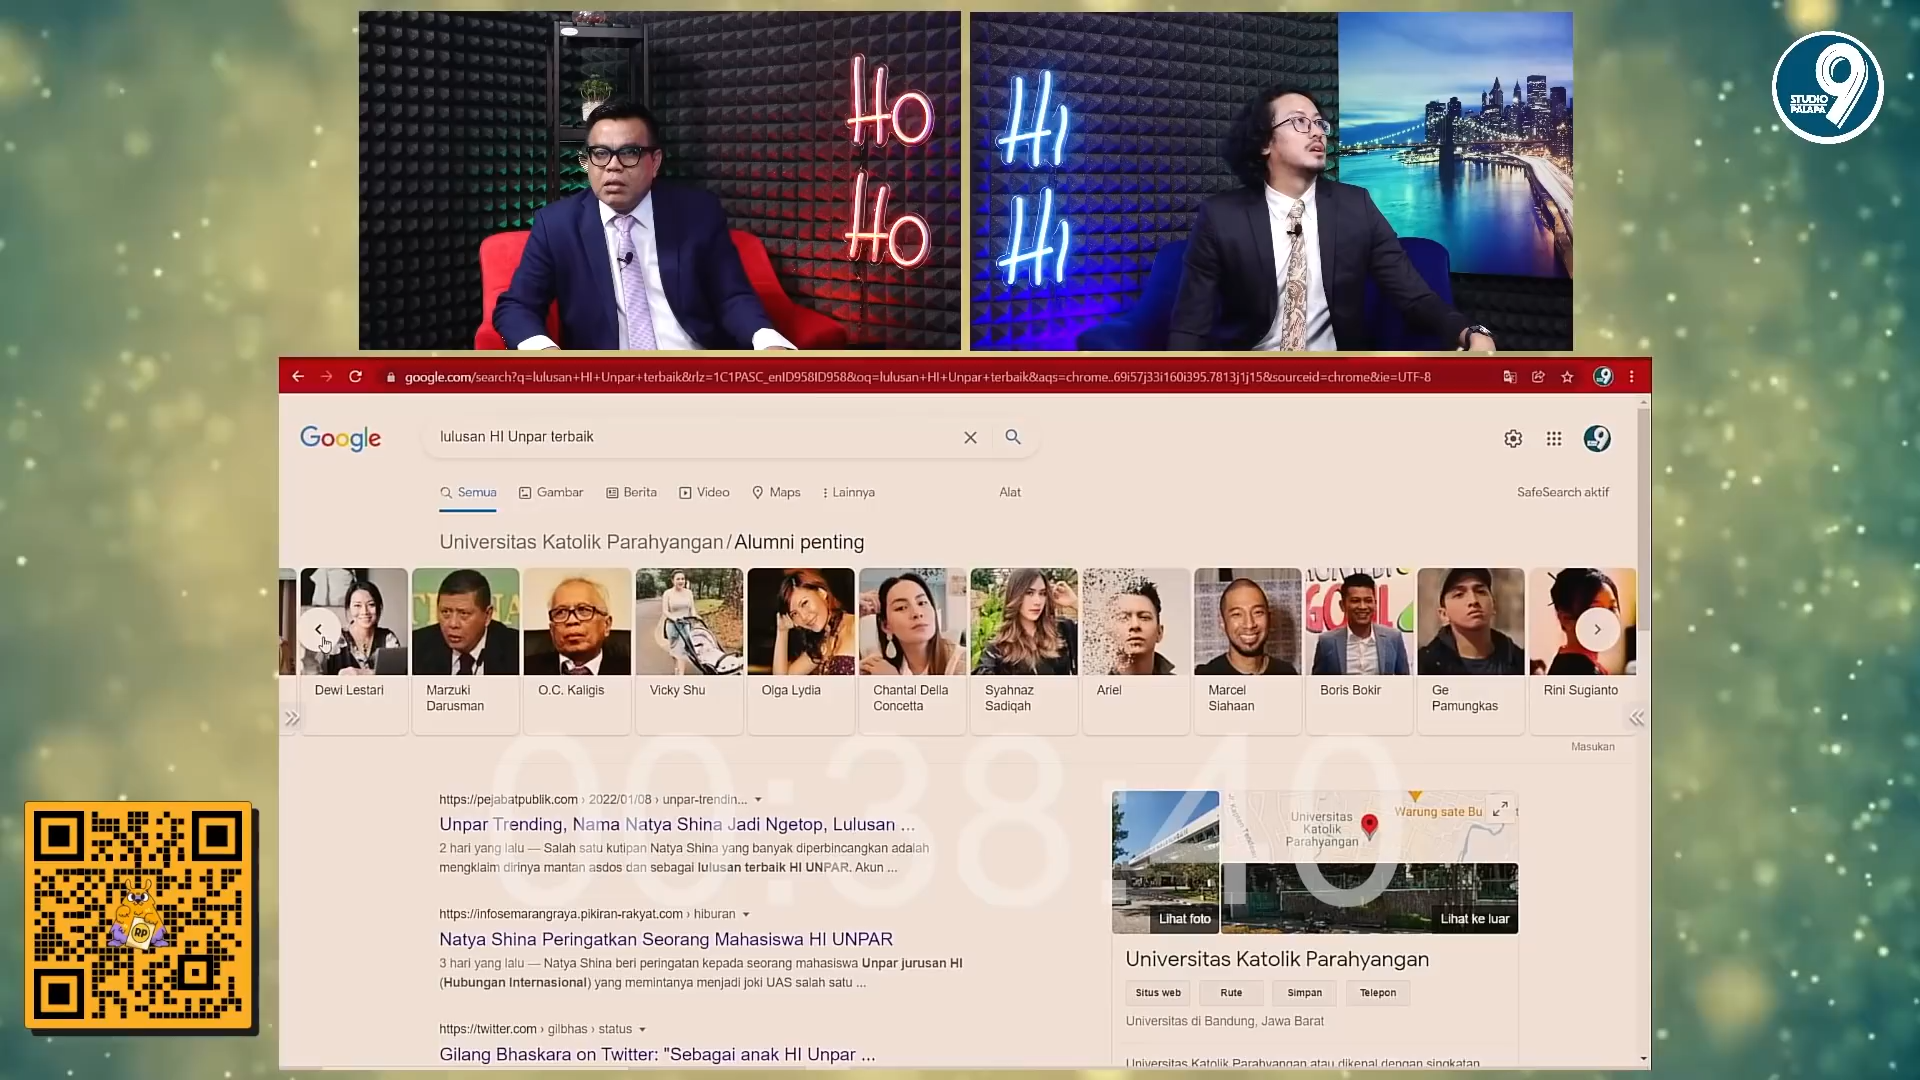 HO
HO
HI
HI
STUDIO
PALAPA
9
google.com/search?q=lulusan+HI+Unpar+terbaik&rlz=1C1PASC_enID958ID958&oq=lulusan+HI+Unpar+terbaik&aqs=chrome..69i57j33i160i395.7813j1j15&sourceid=chrome&ie=UTF-8
Google
lulusan HI Unpar terbaik
Semua Gambar Berita Video Maps Lainnya Alat SafeSearch aktif
Universitas Katolik Parahyangan/Alumni penting
Dewi Lestari
Marzuki
Darusman
O.C. Kaligis
Vicky Shu
Olga Lydia
Chantal Della
Concetta
Syahnaz
Sadiqah
Ariel
Marcel
Siahaan
Boris Bokir
Ge
Pamungkas
Rini Sugianto
Masukan
00:38:40
https://pejabatpublik.com › 2022/01/08 › unpar-trendin...
Unpar Trending, Nama Natya Shina Jadi Ngetop, Lulusan ...
2 hari yang lalu — Salah satu kutipan Natya Shina yang banyak diperbincangkan adalah
mengklaim dirinya mantan asdos dan sebagai lulusan terbaik HI UNPAR. Akun ...
https://infosemarangraya.pikiran-rakyat.com › hiburan
Natya Shina Peringatkan Seorang Mahasiswa HI UNPAR
3 hari yang lalu — Natya Shina beri peringatan kepada seorang mahasiswa Unpar jurusan HI
(Hubungan Internasional) yang memintanya menjadi joki UAS salah satu ...
https://twitter.com › gilbhas › status
Gilang Bhaskara on Twitter: "Sebagai anak HI Unpar ...
Universitas
Katolik
Parahyangan
Warung sate Bu
Lihat foto
Lihat ke luar
Universitas Katolik Parahyangan
Situs web Rute Simpan Telepon
Universitas di Bandung, Jawa Barat
Universitas Katolik Parahyangan atau dikenal dengan singkatan
RP